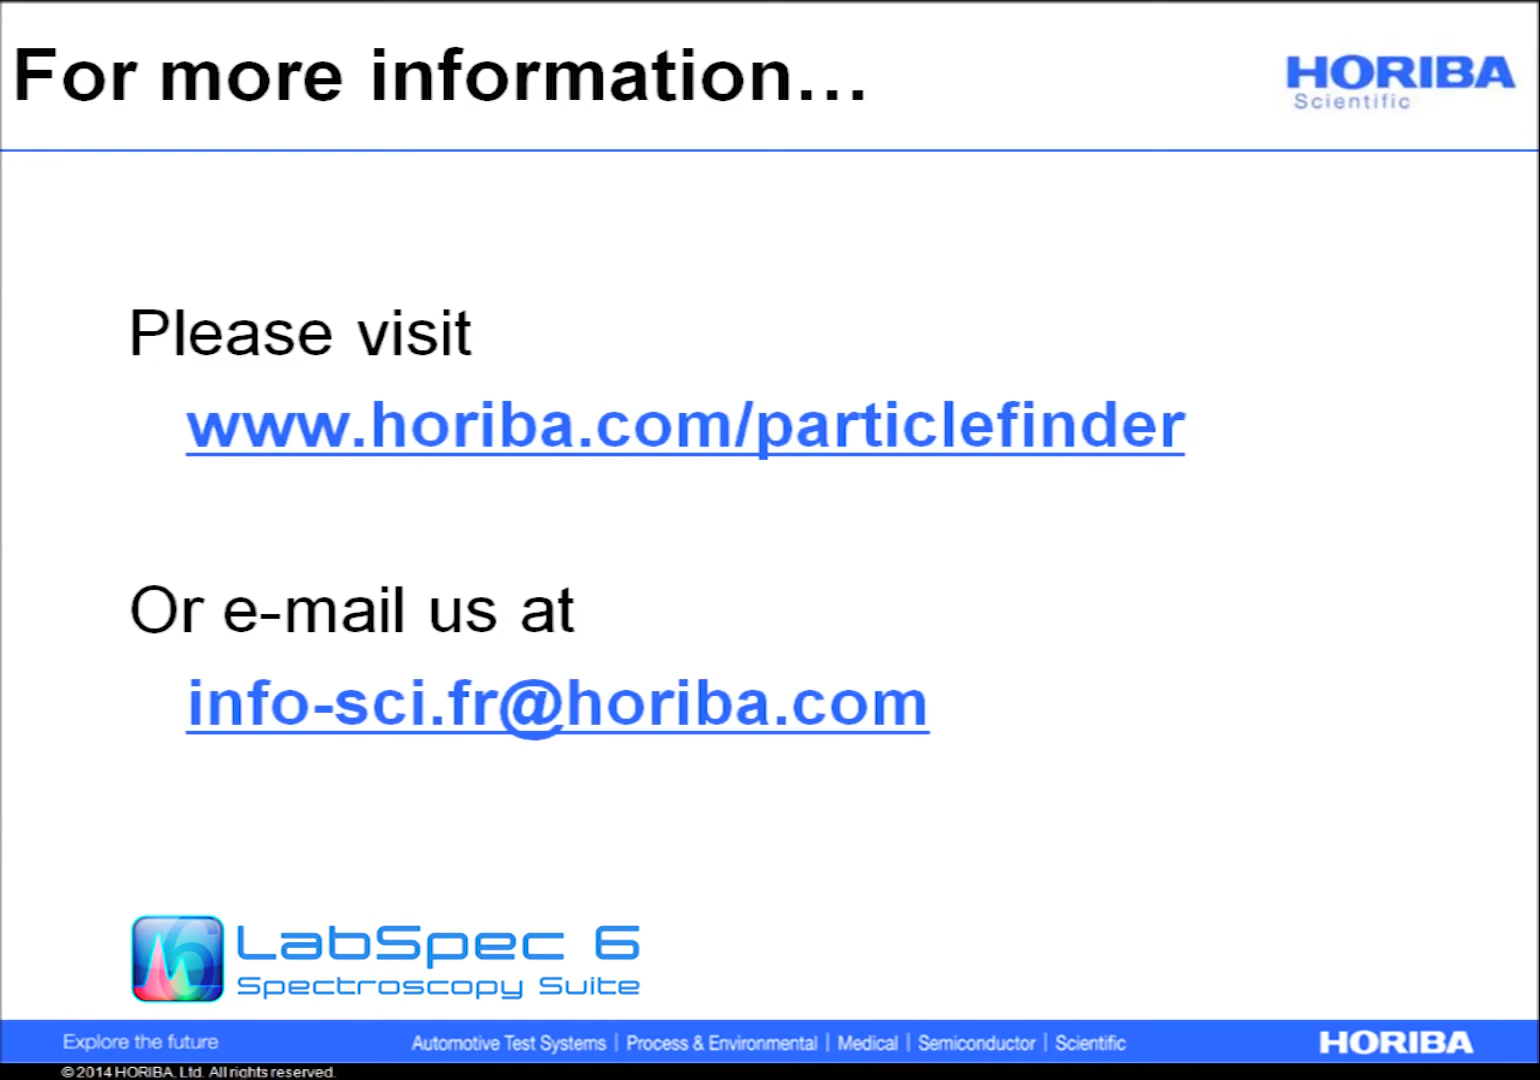 For more information...
HORIBA
Scientific
Please visit
www.horiba.com/particlefinder
Or e-mail us at
info-sci.fr@horiba.com
6
LabSpec 6
Spectroscopy Suite
Explore the future
Automotive Test Systems | Process & Environmental | Medical | Semiconductor | Scientific
HORIBA
© 2014 HORIBA, Ltd. All rights reserved.